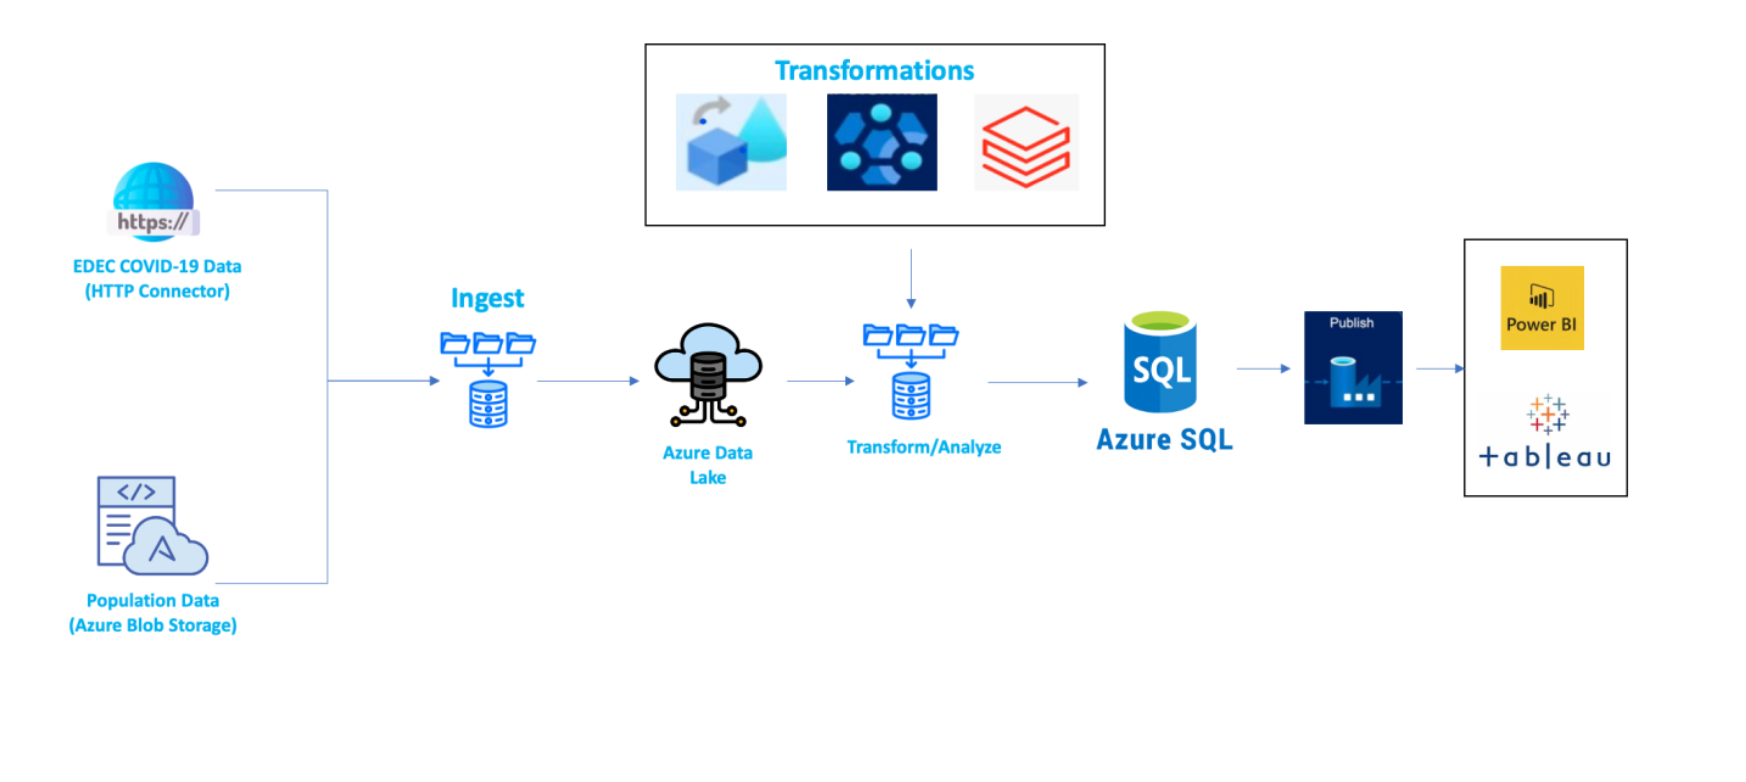 Transformations
https://
EDEC COVID-19 Data
(HTTP Connector)
Ingest
Azure Data
Lake
Transform/Analyze
SQL
Azure SQL
Publish
Power BI
+ableau
</>
Population Data
(Azure Blob Storage)